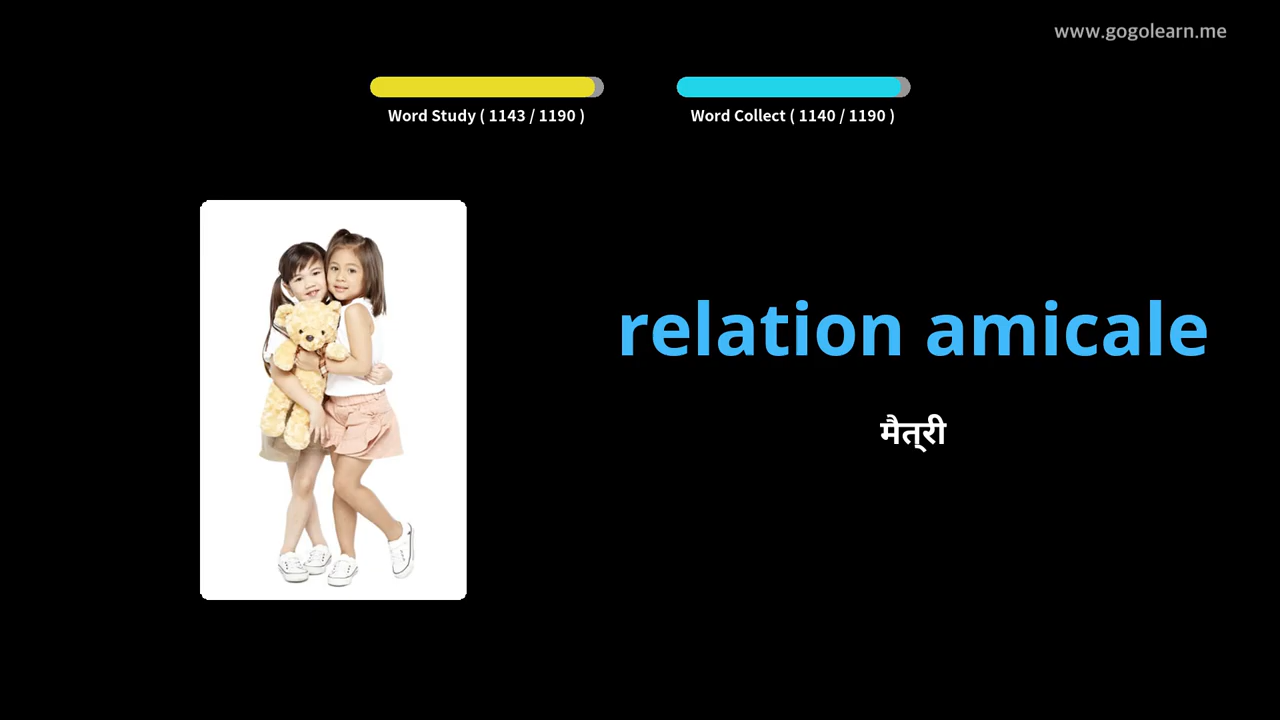 www.gogolearn.me
Word Study ( 1143 / 1190 )
Word Collect ( 1140 / 1190 )
relation amicale
मैत्री